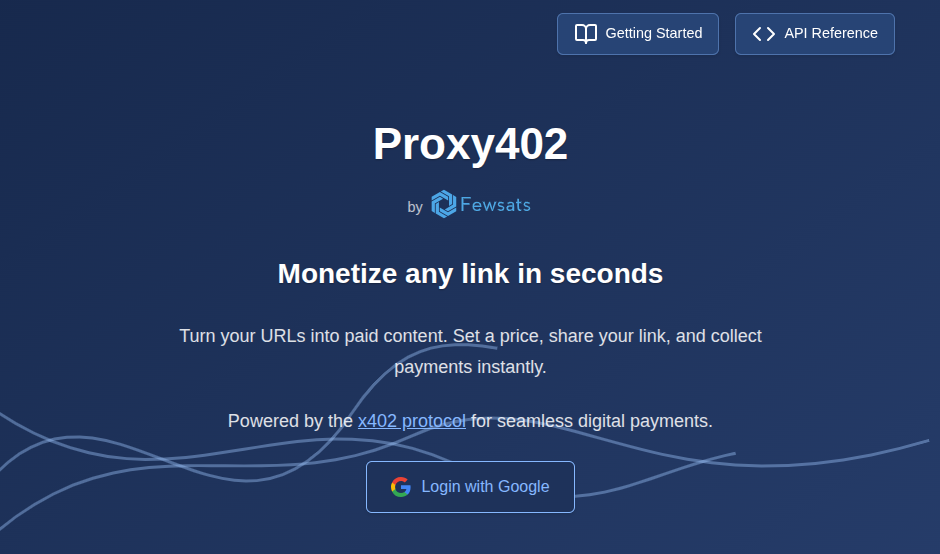 Getting Started
API Reference
Proxy402
by Fewsats
Monetize any link in seconds
Turn your URLs into paid content. Set a price, share your link, and collect
payments instantly.
Powered by the x402 protocol for seamless digital payments.
Login with Google